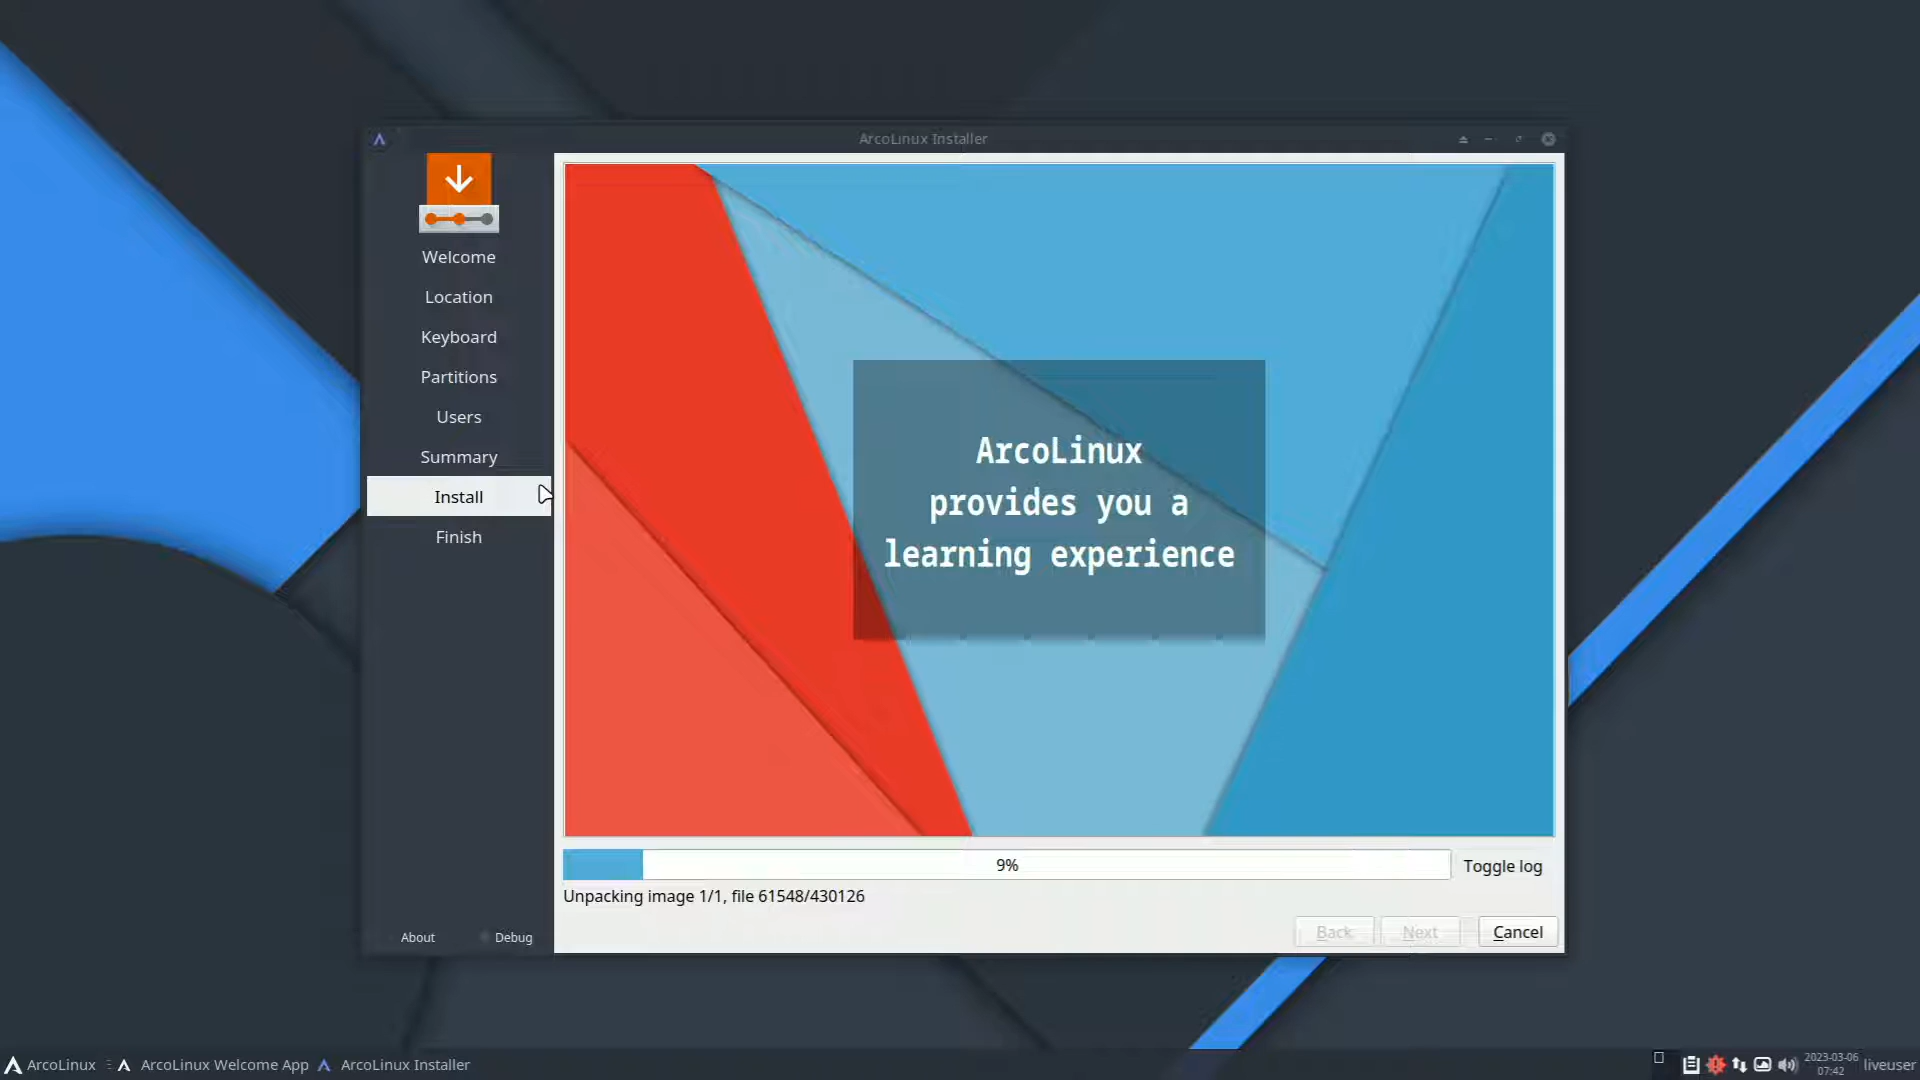 ArcoLinux Installer
Welcome
Location
Keyboard
Partitions
Users
Summary
Install
Finish
About
Debug
ArcoLinux
provides you a
learning experience
9%
Toggle log
Unpacking image 1/1, file 61548/430126
Back
Next
Cancel
ArcoLinux
ArcoLinux Welcome App
ArcoLinux Installer
2023-03-06
07:42
liveuser